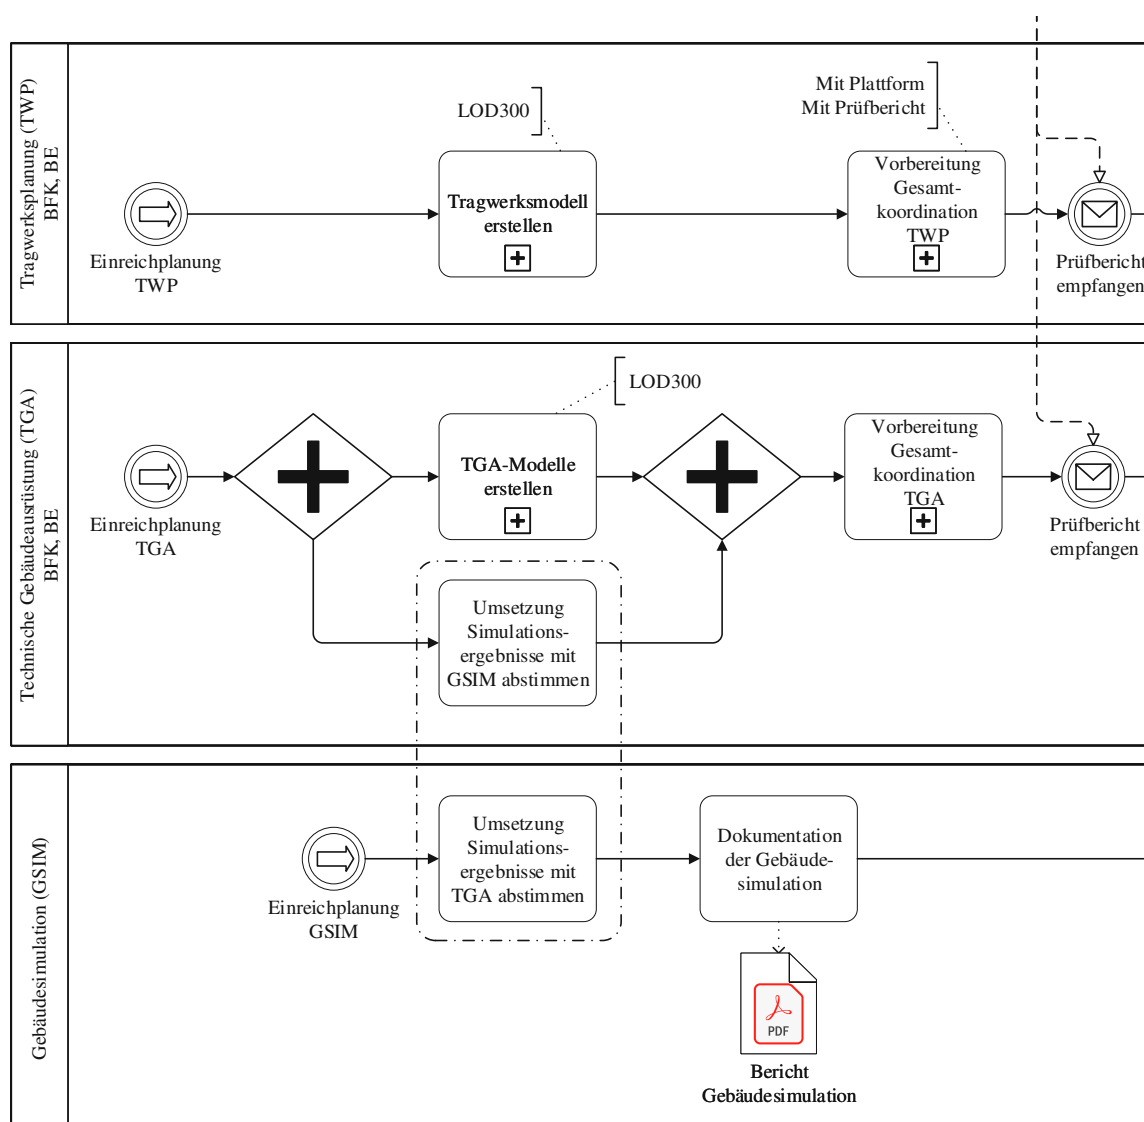 Tragwerksplanung (TWP)
BFK, BE
Einreichplanung
TWP
LOD300
Tragwerksmodell
erstellen
Mit Plattform
Mit Prüfbericht
Vorbereitung
Gesamt-
koordination
TWP
Prüfbericht
empfangen
Technische Gebäudeausrüstung (TGA)
BFK, BE
Einreichplanung
TGA
LOD300
TGA-Modelle
erstellen
Vorbereitung
Gesamt-
koordination
TGA
Prüfbericht
empfangen
Umsetzung
Simulations-
ergebnisse mit
GSIM abstimmen
Gebäudesimulation (GSIM)
Einreichplanung
GSIM
Umsetzung
Simulations-
ergebnisse mit
TGA abstimmen
Dokumentation
der Gebäude-
simulation
PDF
Bericht
Gebäudesimulation